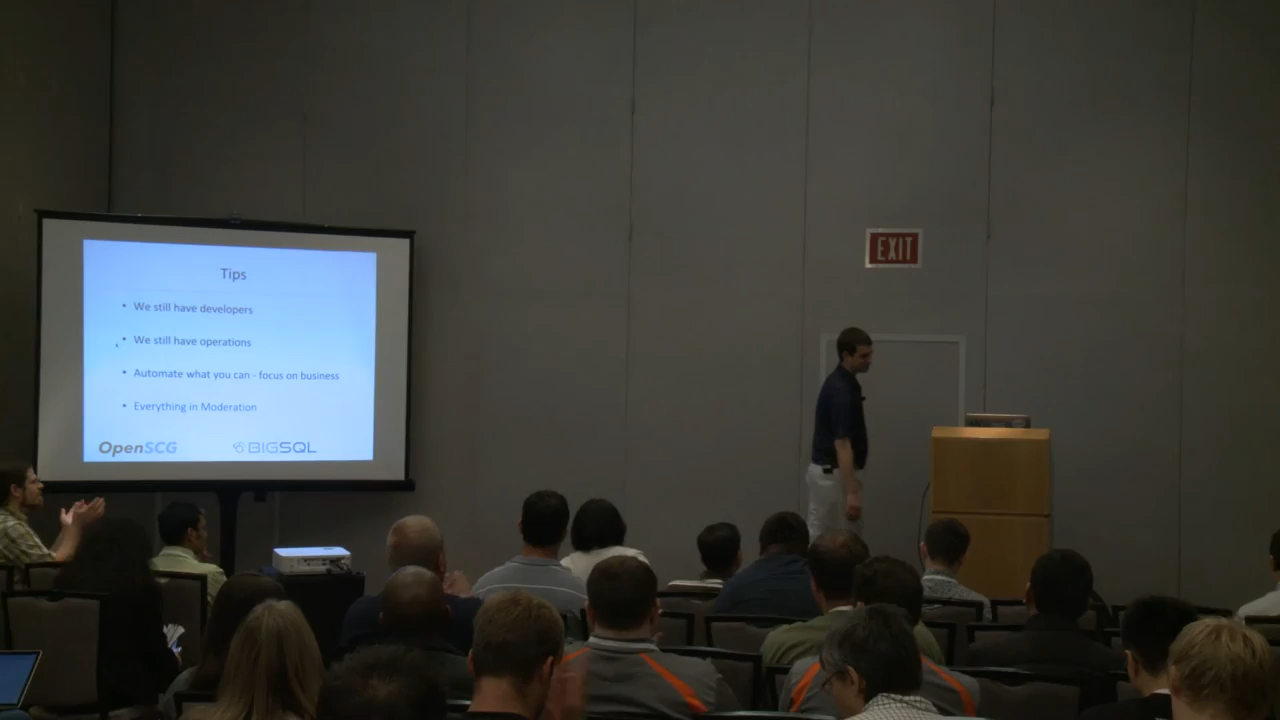 Tips
We still have developers
We still have operations
Automate what you can - focus on business
Everything in Moderation
OpenSCG
BIGSQL
EXIT